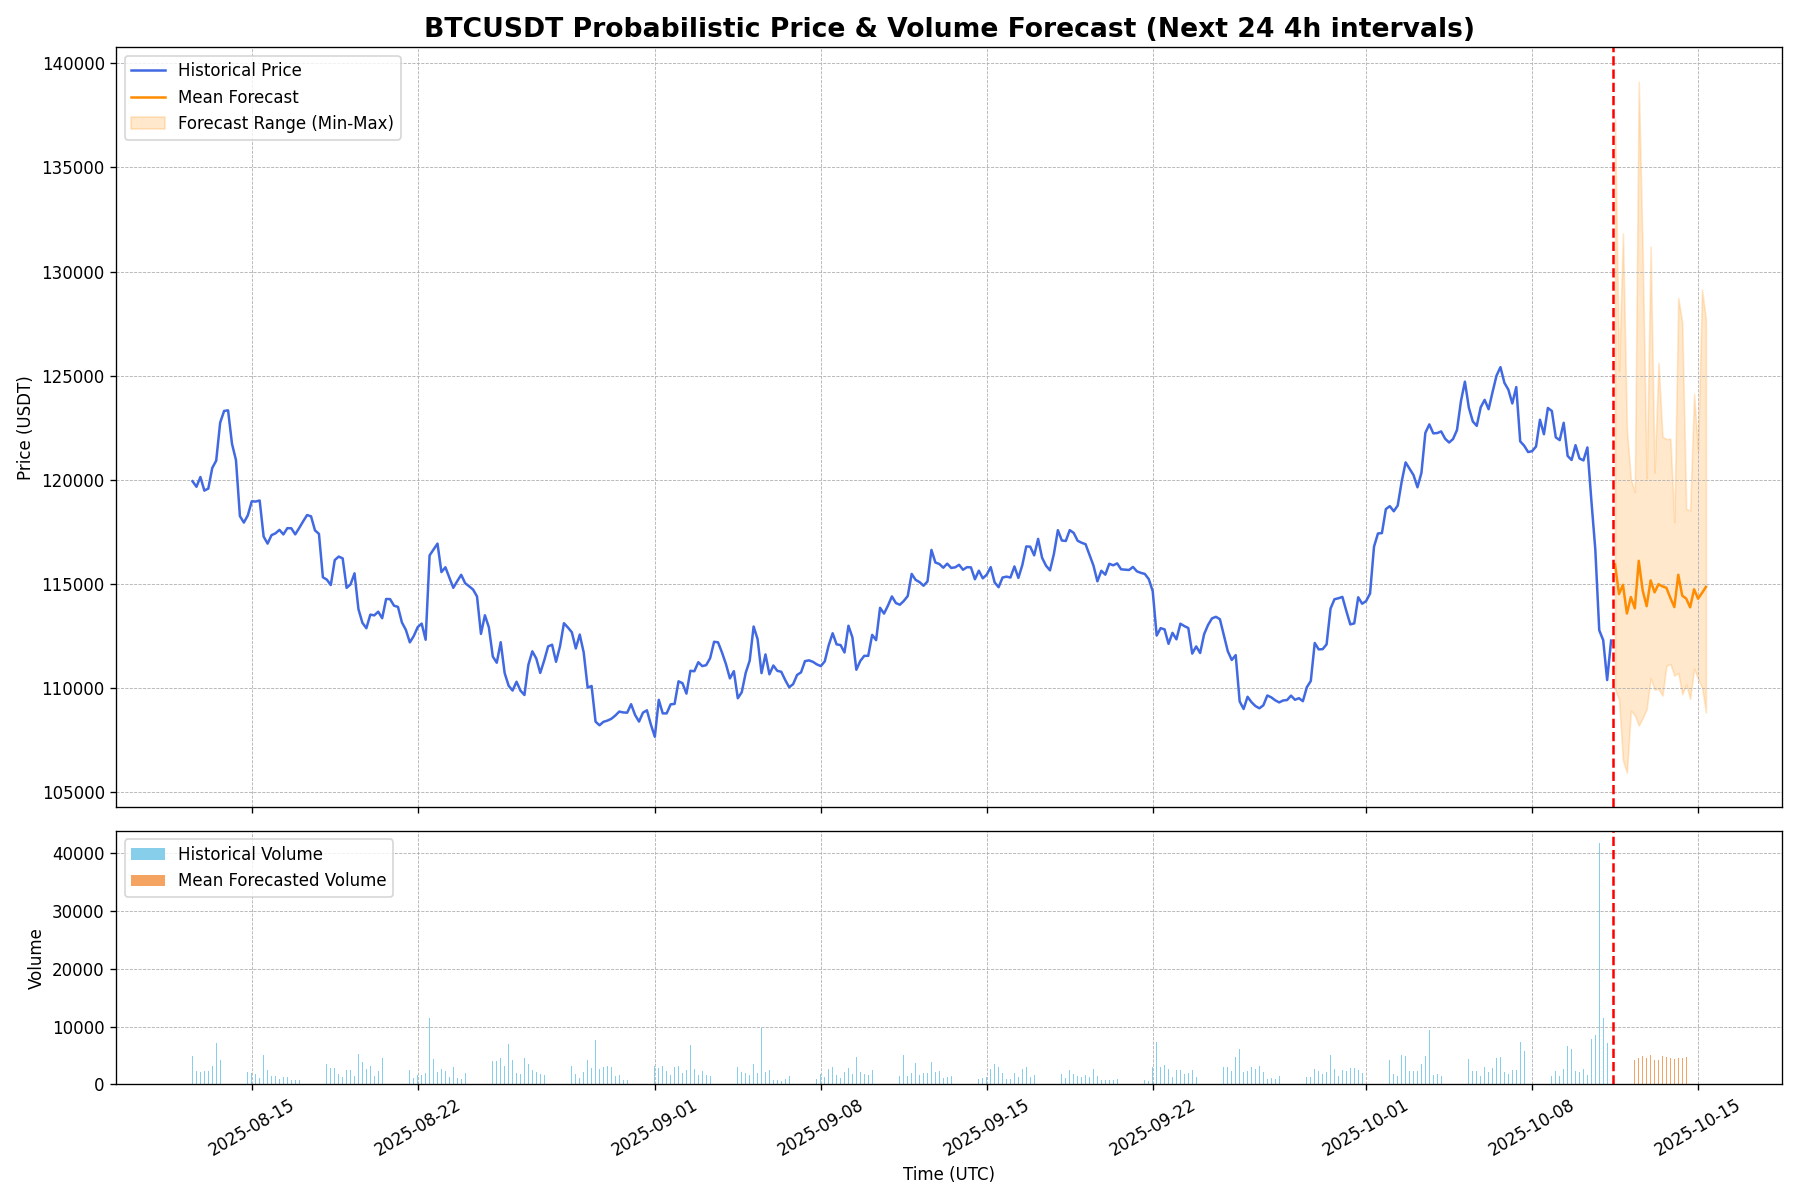 BTCUSDT Probabilistic Price & Volume Forecast (Next 24 4h intervals)
140000
135000
130000
125000
120000
115000
110000
105000
Price (USDT)
Historical Price
Mean Forecast
Forecast Range (Min-Max)
40000
30000
20000
10000
0
Volume
Historical Volume
Mean Forecasted Volume
2025-08-15
2025-08-22
2025-09-01
2025-09-08
2025-09-15
2025-09-22
2025-10-01
2025-10-08
2025-10-15
Time (UTC)